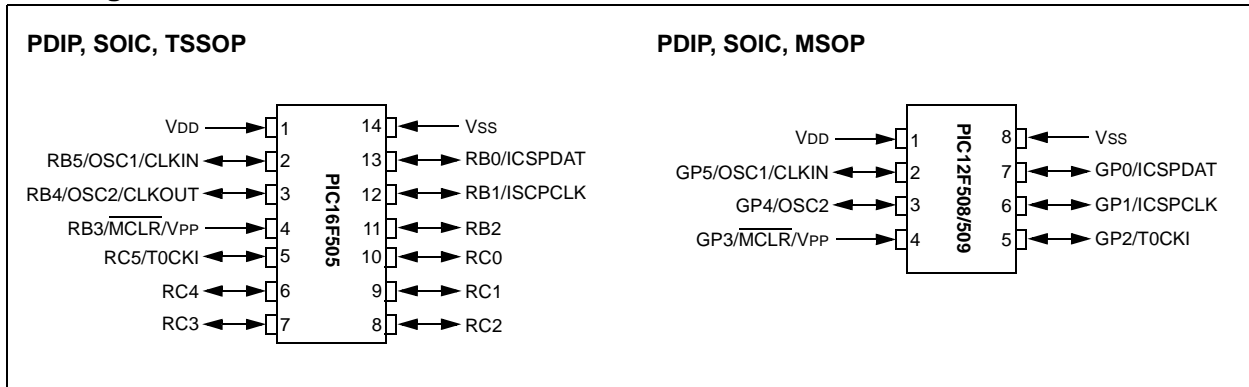 PDIP, SOIC, TSSOP
VDD 1 14 VSS
RB5/OSC1/CLKIN 2 13 RB0/ICSPDAT
RB4/OSC2/CLKOUT 3 12 RB1/ISCPCLK
RB3/MCLR/VPP 4 11 RB2
RC5/T0CKI 5 10 RC0
RC4 6 9 RC1
RC3 7 8 RC2
PIC16F505
PDIP, SOIC, MSOP
VDD 1 8 VSS
GP5/OSC1/CLKIN 2 7 GP0/ICSPDAT
GP4/OSC2 3 6 GP1/ICSPCLK
GP3/MCLR/VPP 4 5 GP2/T0CKI
PIC12F508/509